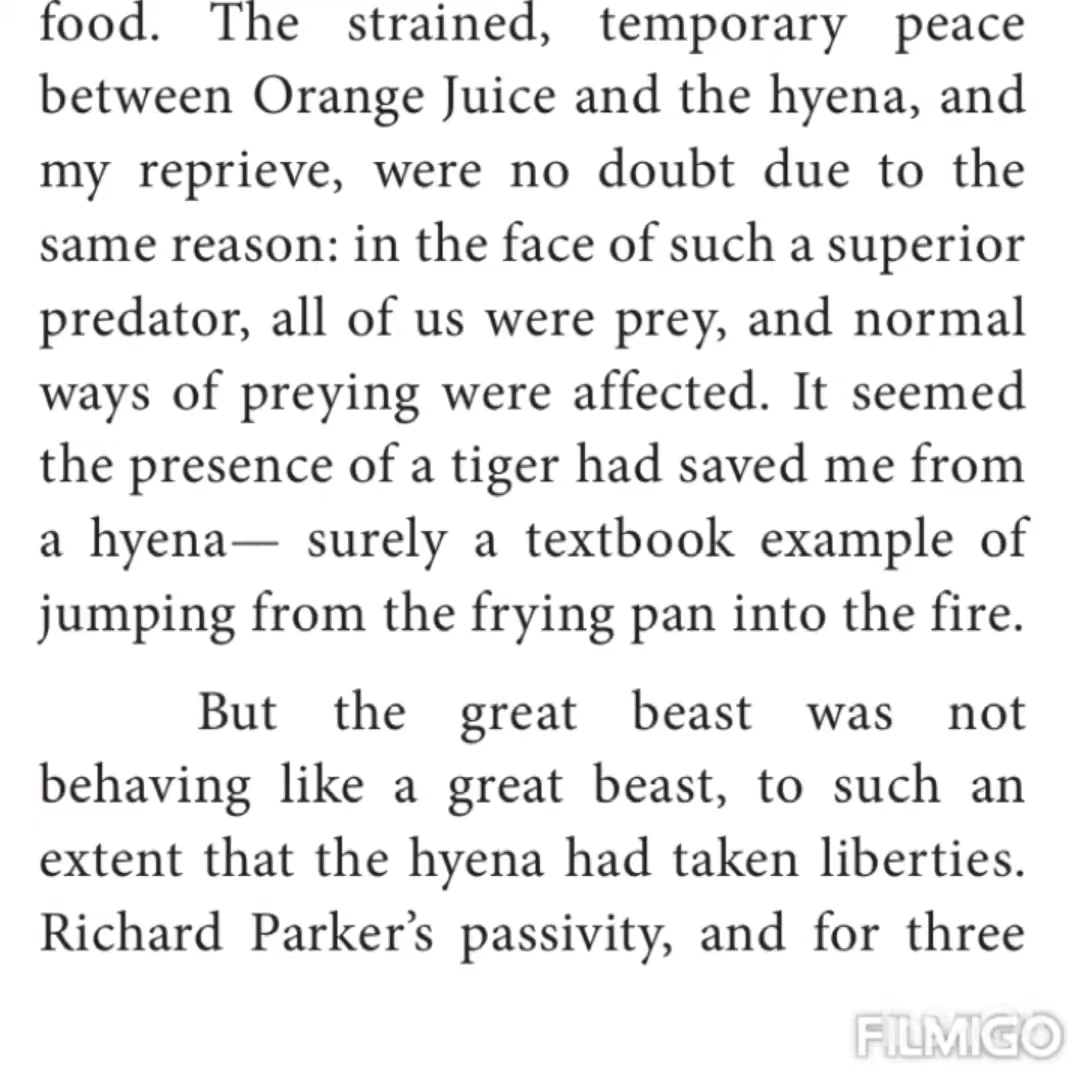 food. The strained, temporary peace
between Orange Juice and the hyena, and
my reprieve, were no doubt due to the
same reason: in the face of such a superior
predator, all of us were prey, and normal
ways of preying were affected. It seemed
the presence of a tiger had saved me from
a hyena— surely a textbook example of
jumping from the frying pan into the fire.
But the great beast was not
behaving like a great beast, to such an
extent that the hyena had taken liberties.
Richard Parker’s passivity, and for three
FILMIGO